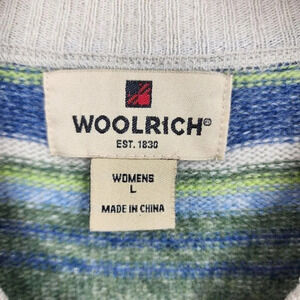 WOOLRICH®
EST. 1830
WOMENS
L
MADE IN CHINA